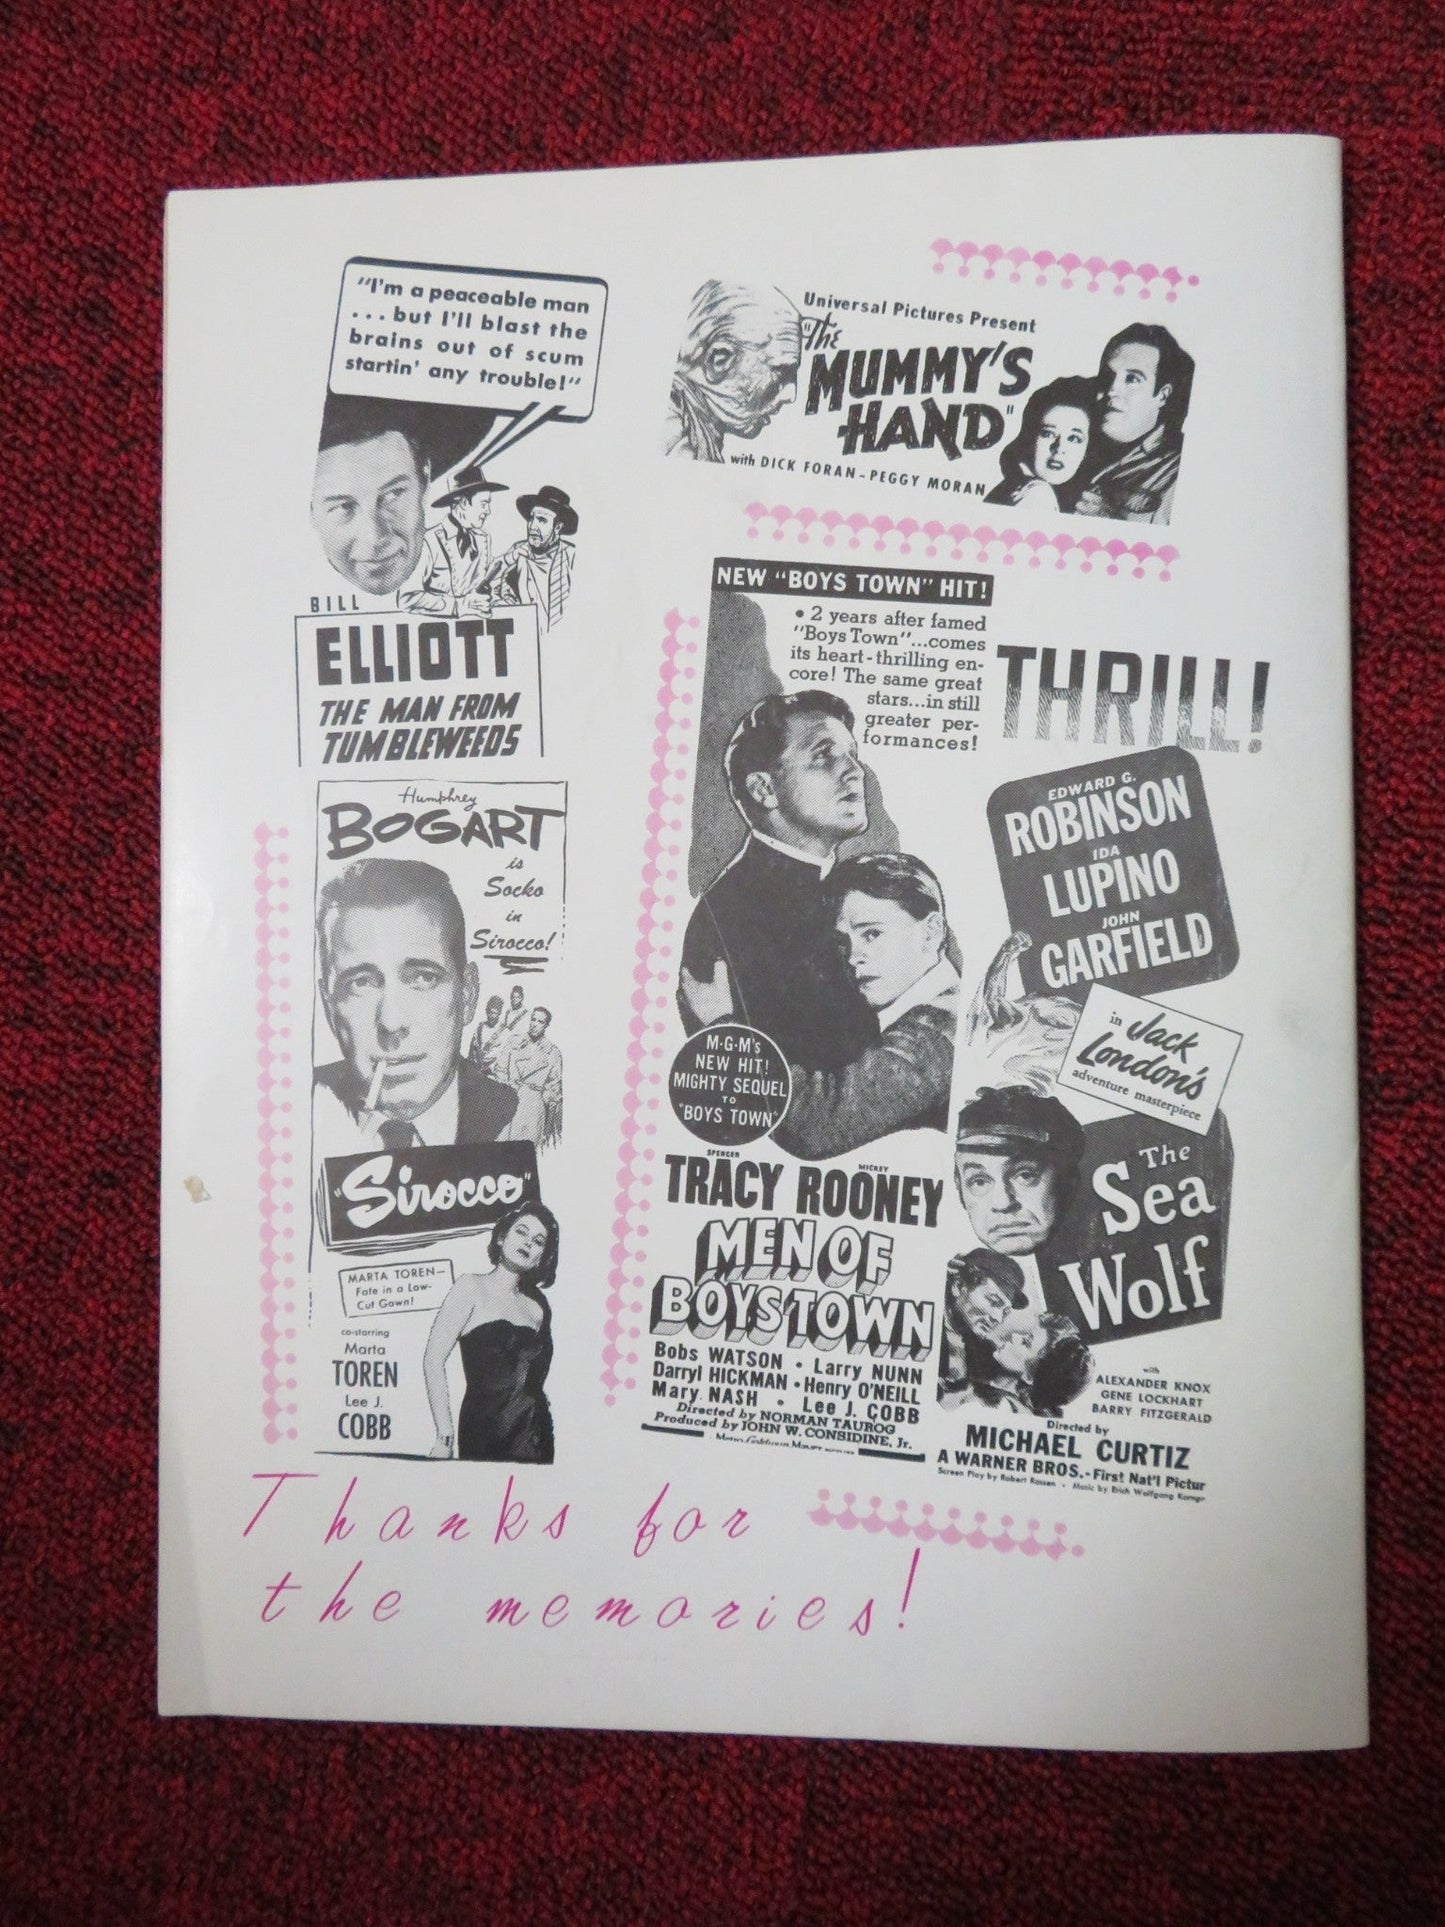 "I'm a peaceable man
... but I'll blast the
brains out of scum
startin' any trouble!"
BILL
ELLIOTT
THE MAN FROM
TUMBLEWEEDS
Universal Pictures Present
"The
MUMMY'S
HAND"
with DICK FORAN - PEGGY MORAN
Humphrey
BOGART
is
Socko
in
Sirocco!
"Sirocco"
MARTA TOREN—
Fate in a Low-
Cut Gown!
co-starring
Marta
TOREN
Lee J.
COBB
NEW "BOYS TOWN" HIT!
• 2 years after famed
"Boys Town"...comes
its heart-thrilling en-
core! The same great
stars...in still
greater per-
formances!
M-G-M's
NEW HIT!
MIGHTY SEQUEL
TO
"BOYS TOWN"
SPENCER MICKEY
TRACY ROONEY
MEN OF
BOYS TOWN
Bobs WATSON • Larry NUNN
Darryl HICKMAN • Henry O'NEILL
Mary NASH • Lee J. COBB
Directed by NORMAN TAUROG
Produced by JOHN W. CONSIDINE, Jr.
THRILL!
EDWARD G.
ROBINSON
IDA
LUPINO
JOHN
GARFIELD
in Jack
London's
adventure masterpiece
The
Sea
Wolf
with
ALEXANDER KNOX
GENE LOCKHART
BARRY FITZGERALD
Directed by
MICHAEL CURTIZ
A WARNER BROS.-First Nat'l Pictur
Screen Play by Robert Rossen • Music by Erich Wolfgang Korngo
Thanks for
the memories!